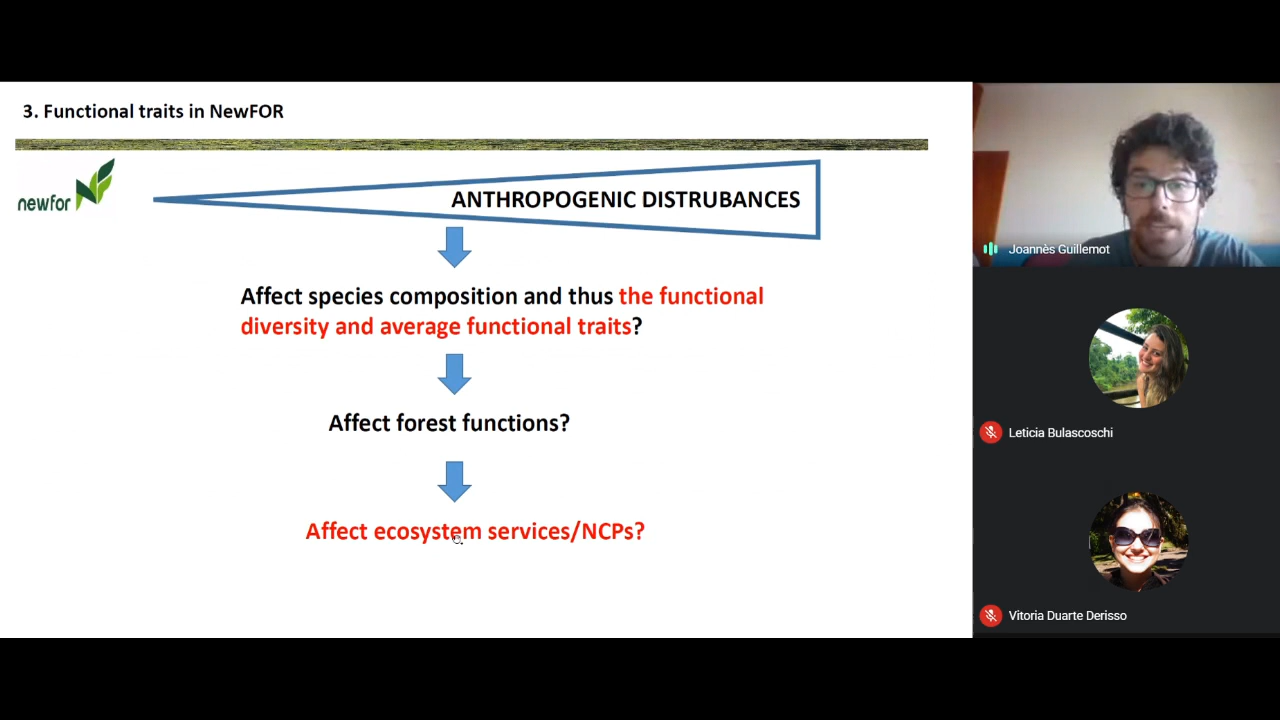 3. Functional traits in NewFOR
newfor
ANTHROPOGENIC DISTRUBANCES
Affect species composition and thus the functional
diversity and average functional traits?
Affect forest functions?
Affect ecosystem services/NCPs?
Joannès Guillemot
Leticia Bulascoschi
Vitoria Duarte Derisso